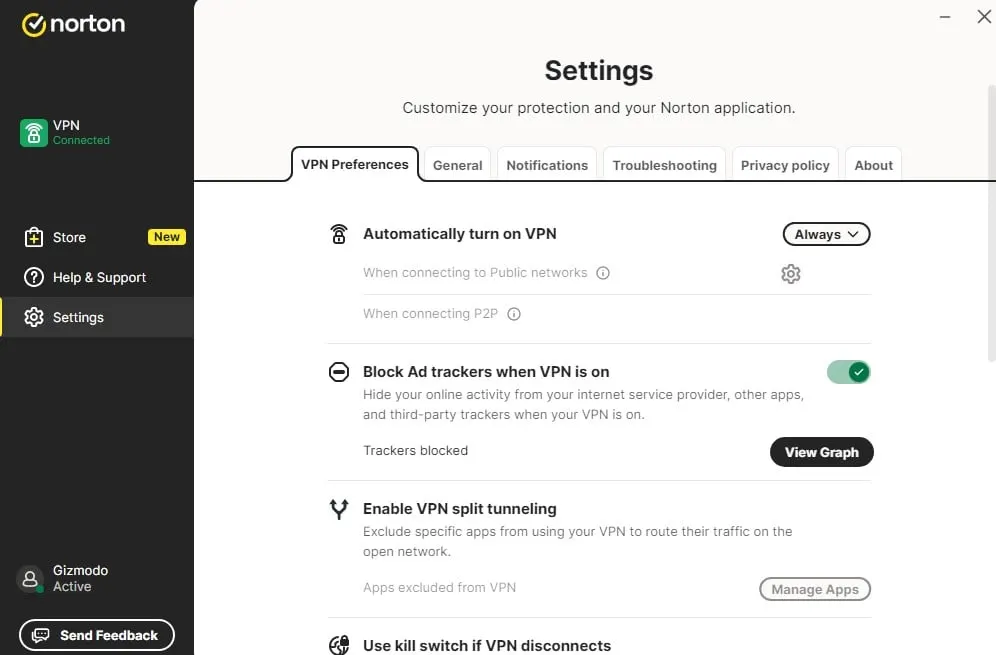 norton
VPN
Connected
Store
New
Help & Support
Settings
Gizmodo
Active
Send Feedback
Settings
Customize your protection and your Norton application.
VPN Preferences
General
Notifications
Troubleshooting
Privacy policy
About
Automatically turn on VPN
Always
When connecting to Public networks
When connecting P2P
Block Ad trackers when VPN is on
Hide your online activity from your internet service provider, other apps,
and third-party trackers when your VPN is on.
Trackers blocked
View Graph
Enable VPN split tunneling
Exclude specific apps from using your VPN to route their traffic on the
open network.
Apps excluded from VPN
Manage Apps
Use kill switch if VPN disconnects